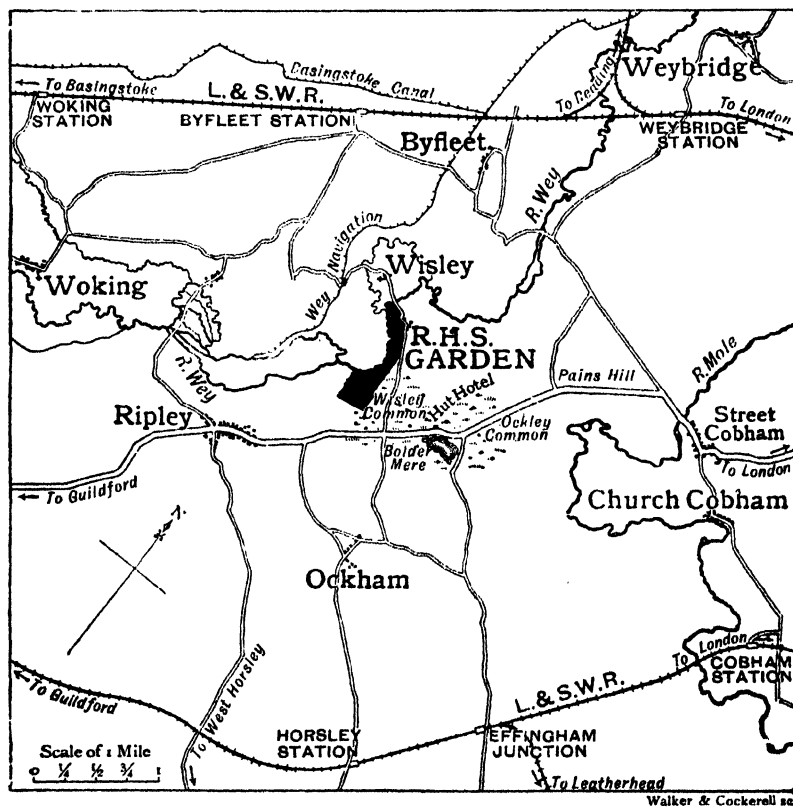 Weybridge
To Basingstoke
L. & S.W.R.
Basingstoke Canal
To Reading
To London
WOKING
STATION
BYFLEET STATION
WEYBRIDGE
STATION
Byfleet
R. Wey
Wey Navigation
Wisley
Woking
R.H.S.
GARDEN
R. Wey
R. Mole
Pains Hill
Hut Hotel
Wisley
Common
Ripley
Ockley
Common
Street
Cobham
Bolder
Mere
To London
To Guildford
Church Cobham
N.
Ockham
To London
COBHAM
STATION
To Guildford
To West Horsley
L. & S.W.R.
HORSLEY
STATION
EFFINGHAM
JUNCTION
Scale of 1 Mile
0 1/4 1/2 3/4 1
To Leatherhead
Walker & Cockerell sc